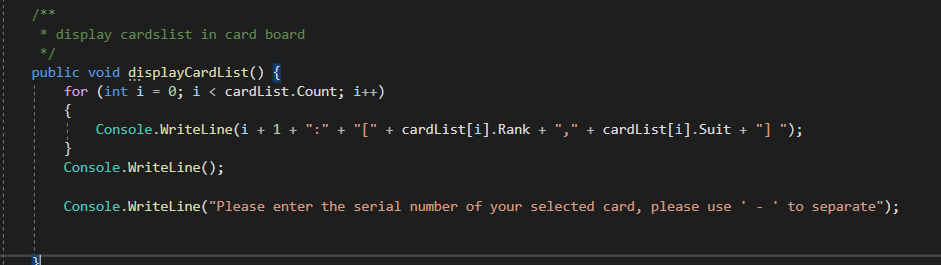 /**
 * display cardslist in card board
 */
public void displayCardList() {
for (int i = 0; i < cardList.Count; i++)
{
Console.WriteLine(i + 1 + ":" + "[" + cardList[i].Rank + "," + cardList[i].Suit + "] ");
}
Console.WriteLine();
Console.WriteLine("Please enter the serial number of your selected card, please use ' - ' to separate");
}